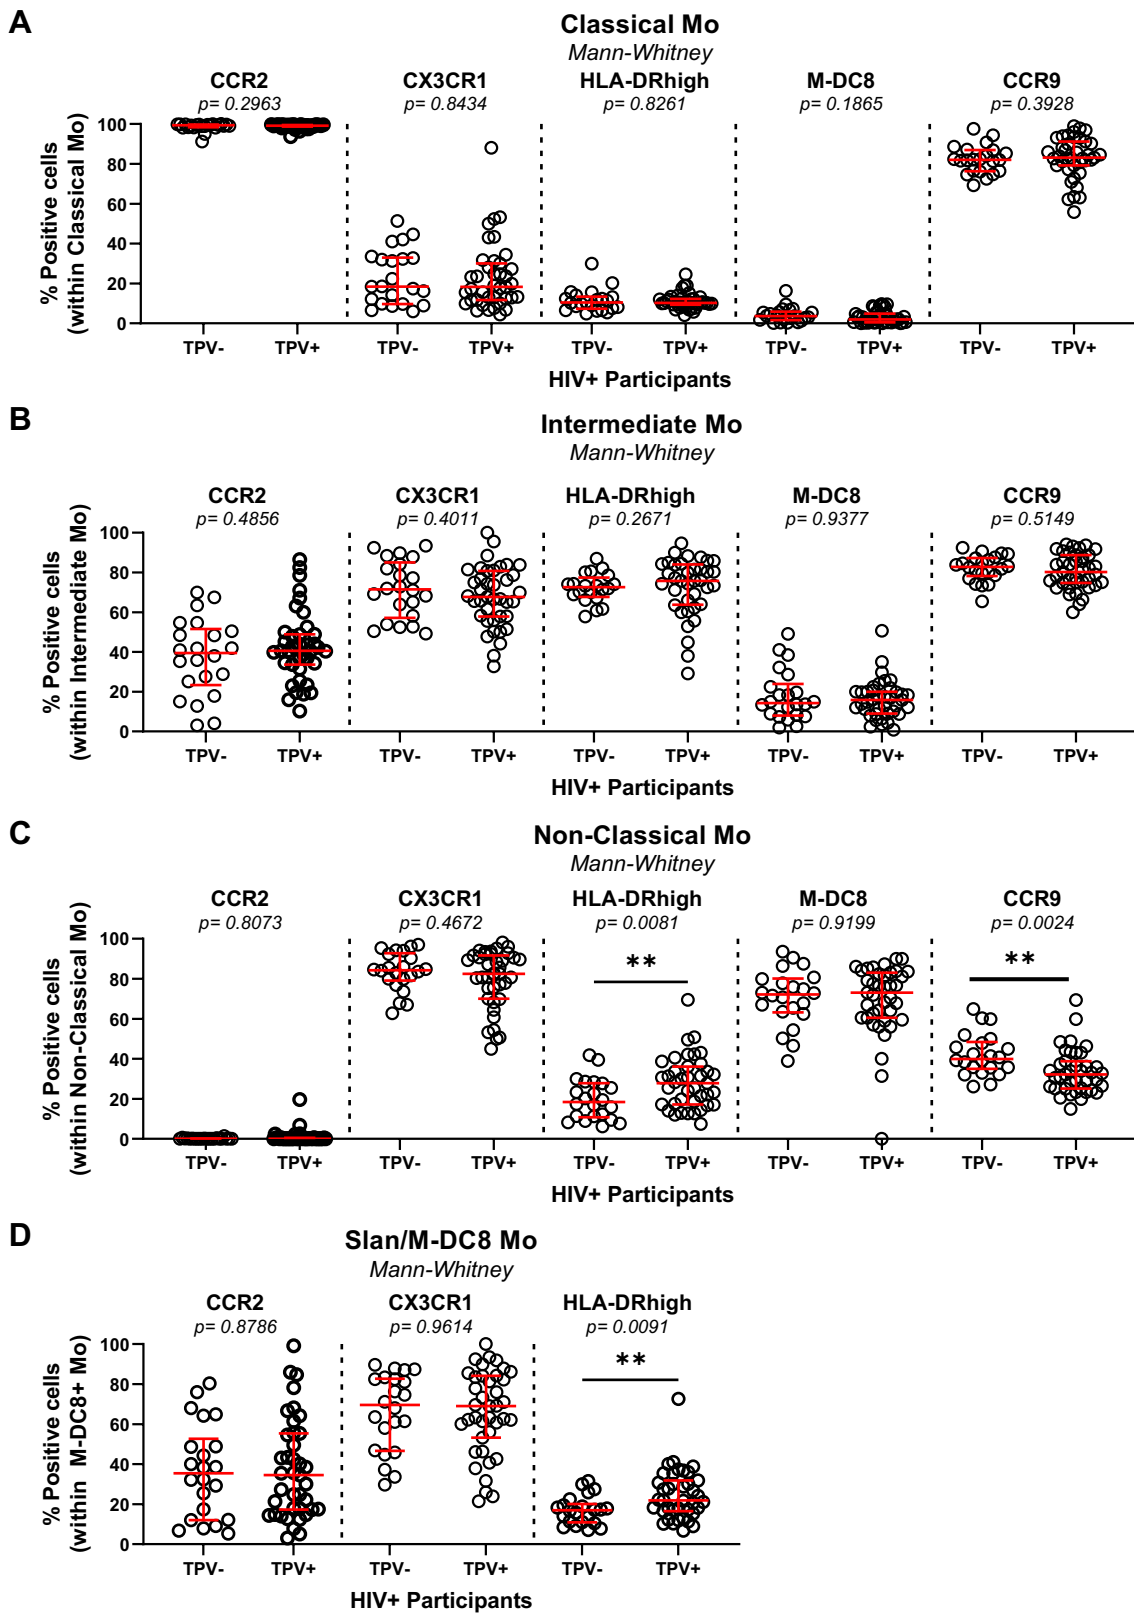 A
Classical Mo
Mann-Whitney
CCR2 CX3CR1 HLA-DRhigh M-DC8 CCR9
p= 0.2963 p= 0.8434 p= 0.8261 p= 0.1865 p= 0.3928
% Positive cells
(within Classical Mo)
100
80
60
40
20
0
TPV- TPV+ TPV- TPV+ TPV- TPV+ TPV- TPV+ TPV- TPV+
HIV+ Participants
B
Intermediate Mo
Mann-Whitney
CCR2 CX3CR1 HLA-DRhigh M-DC8 CCR9
p= 0.4856 p= 0.4011 p= 0.2671 p= 0.9377 p= 0.5149
% Positive cells
(within Intermediate Mo)
100
80
60
40
20
0
TPV- TPV+ TPV- TPV+ TPV- TPV+ TPV- TPV+ TPV- TPV+
HIV+ Participants
C
Non-Classical Mo
Mann-Whitney
CCR2 CX3CR1 HLA-DRhigh M-DC8 CCR9
p= 0.8073 p= 0.4672 p= 0.0081 p= 0.9199 p= 0.0024
** **
% Positive cells
(within Non-Classical Mo)
100
80
60
40
20
0
TPV- TPV+ TPV- TPV+ TPV- TPV+ TPV- TPV+ TPV- TPV+
HIV+ Participants
D
Slan/M-DC8 Mo
Mann-Whitney
CCR2 CX3CR1 HLA-DRhigh
p= 0.8786 p= 0.9614 p= 0.0091
**
% Positive cells
(within M-DC8+ Mo)
100
80
60
40
20
0
TPV- TPV+ TPV- TPV+ TPV- TPV+
HIV+ Participants